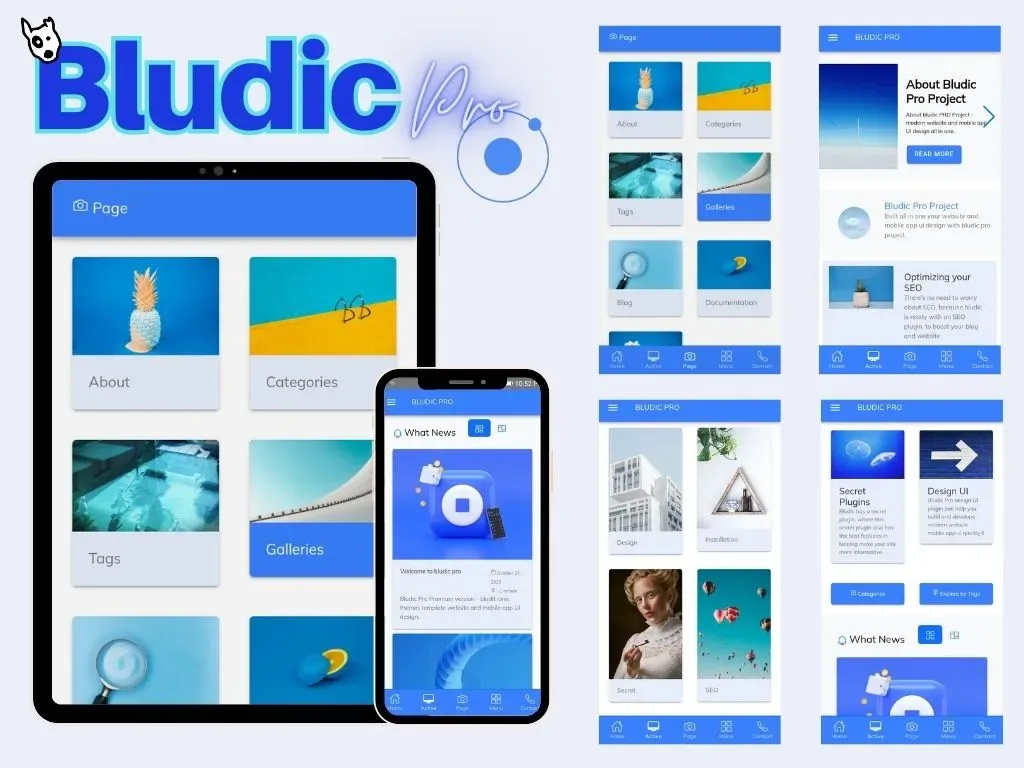 Bludic
Pro
Page
About
Categories
Tags
Galleries
10:52
BLUDIC PRO
What News
Welcome to bludic pro
October 24, 2023
Bludic Pro Premium version - bludit ionic
themes template website and mobile app UI
design.
Home
Active
Page
Menu
Contact
Page
About
Categories
Tags
Galleries
Blog
Documentation
Home
Active
Page
Menu
Contact
BLUDIC PRO
About Bludic
Pro Project
About bludic PRO Project -
modern website and mobile app
UI design all in one.
READ MORE
Bludic Pro Project
Built all in one your website and
mobile app ui design with bludic pro
project.
Optimizing your
SEO
There's no need to worry
about SEO, because bludic
is ready with an SEO
plugin, to boost your blog
and website
Home
Active
Page
Menu
Contact
BLUDIC PRO
Design
Installation
Secret
SEO
Home
Active
Page
Menu
Contact
BLUDIC PRO
Secret
Plugins
Bludic has a secret
plugin, where this
secret plugin also has
the best features in
helping make your site
more informative.
Design UI
Bludic Pro design UI
plugin can help you
build and develope
modern website
mobile app ui quickly !!
Categories
Explore by Tags
What News
Home
Active
Page
Menu
Contact